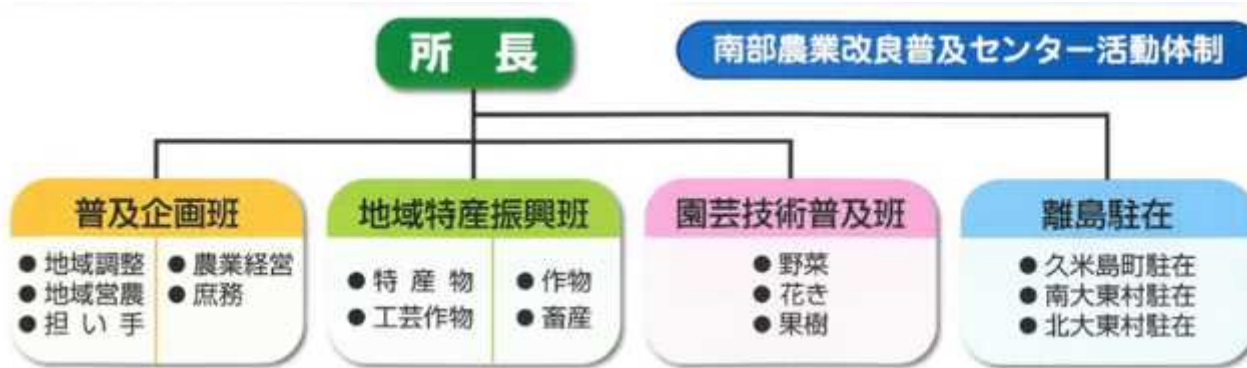 所 長
南部農業改良普及センター活動体制
普及企画班
● 地域調整
● 地域営農
● 担い手
● 農業経営
● 庶務
地域特産振興班
● 特 産 物
● 工芸作物
● 作物
● 畜産
園芸技術普及班
● 野菜
● 花き
● 果樹
離島駐在
● 久米島町駐在
● 南大東村駐在
● 北大東村駐在